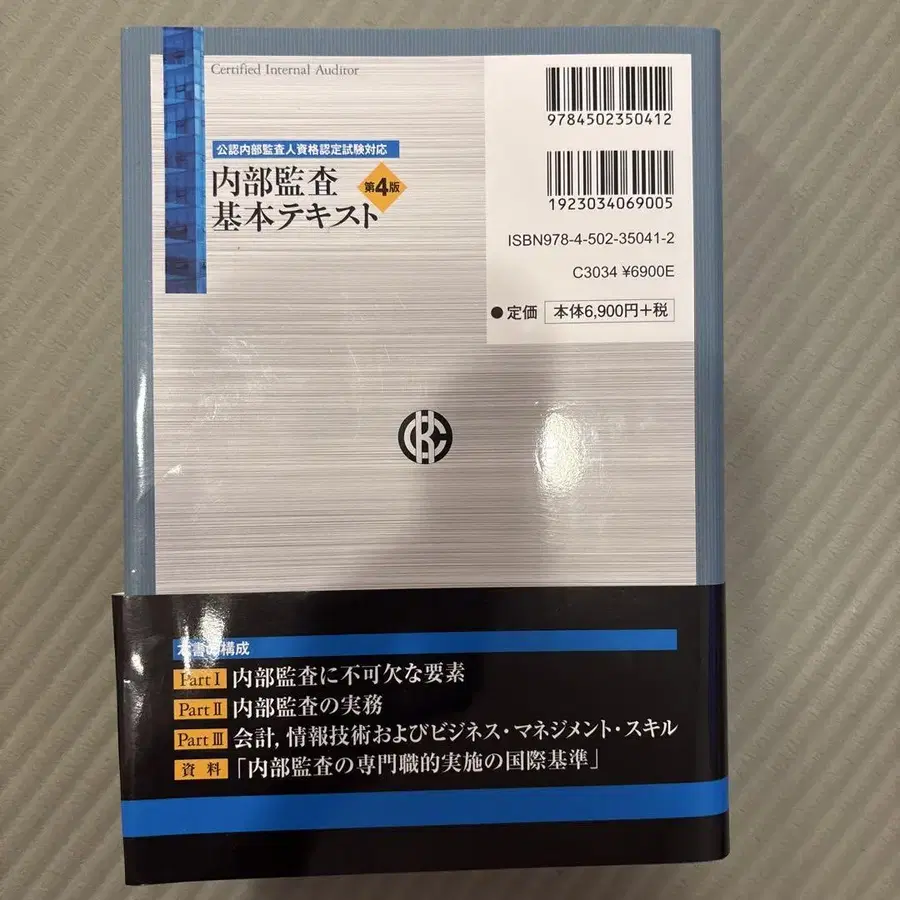 Certified Internal Auditor
公認内部監査人資格認定試験対応
内部監査
基本テキスト
第4版
9784502350412
1923034069005
ISBN978-4-502-35041-2
C3034 ¥6900E
●定価 本体6,900円+税
本書の構成
Part Ⅰ 内部監査に不可欠な要素
Part Ⅱ 内部監査の実務
Part Ⅲ 会計,情報技術およびビジネス・マネジメント・スキル
資料 「内部監査の専門職的実施の国際基準」